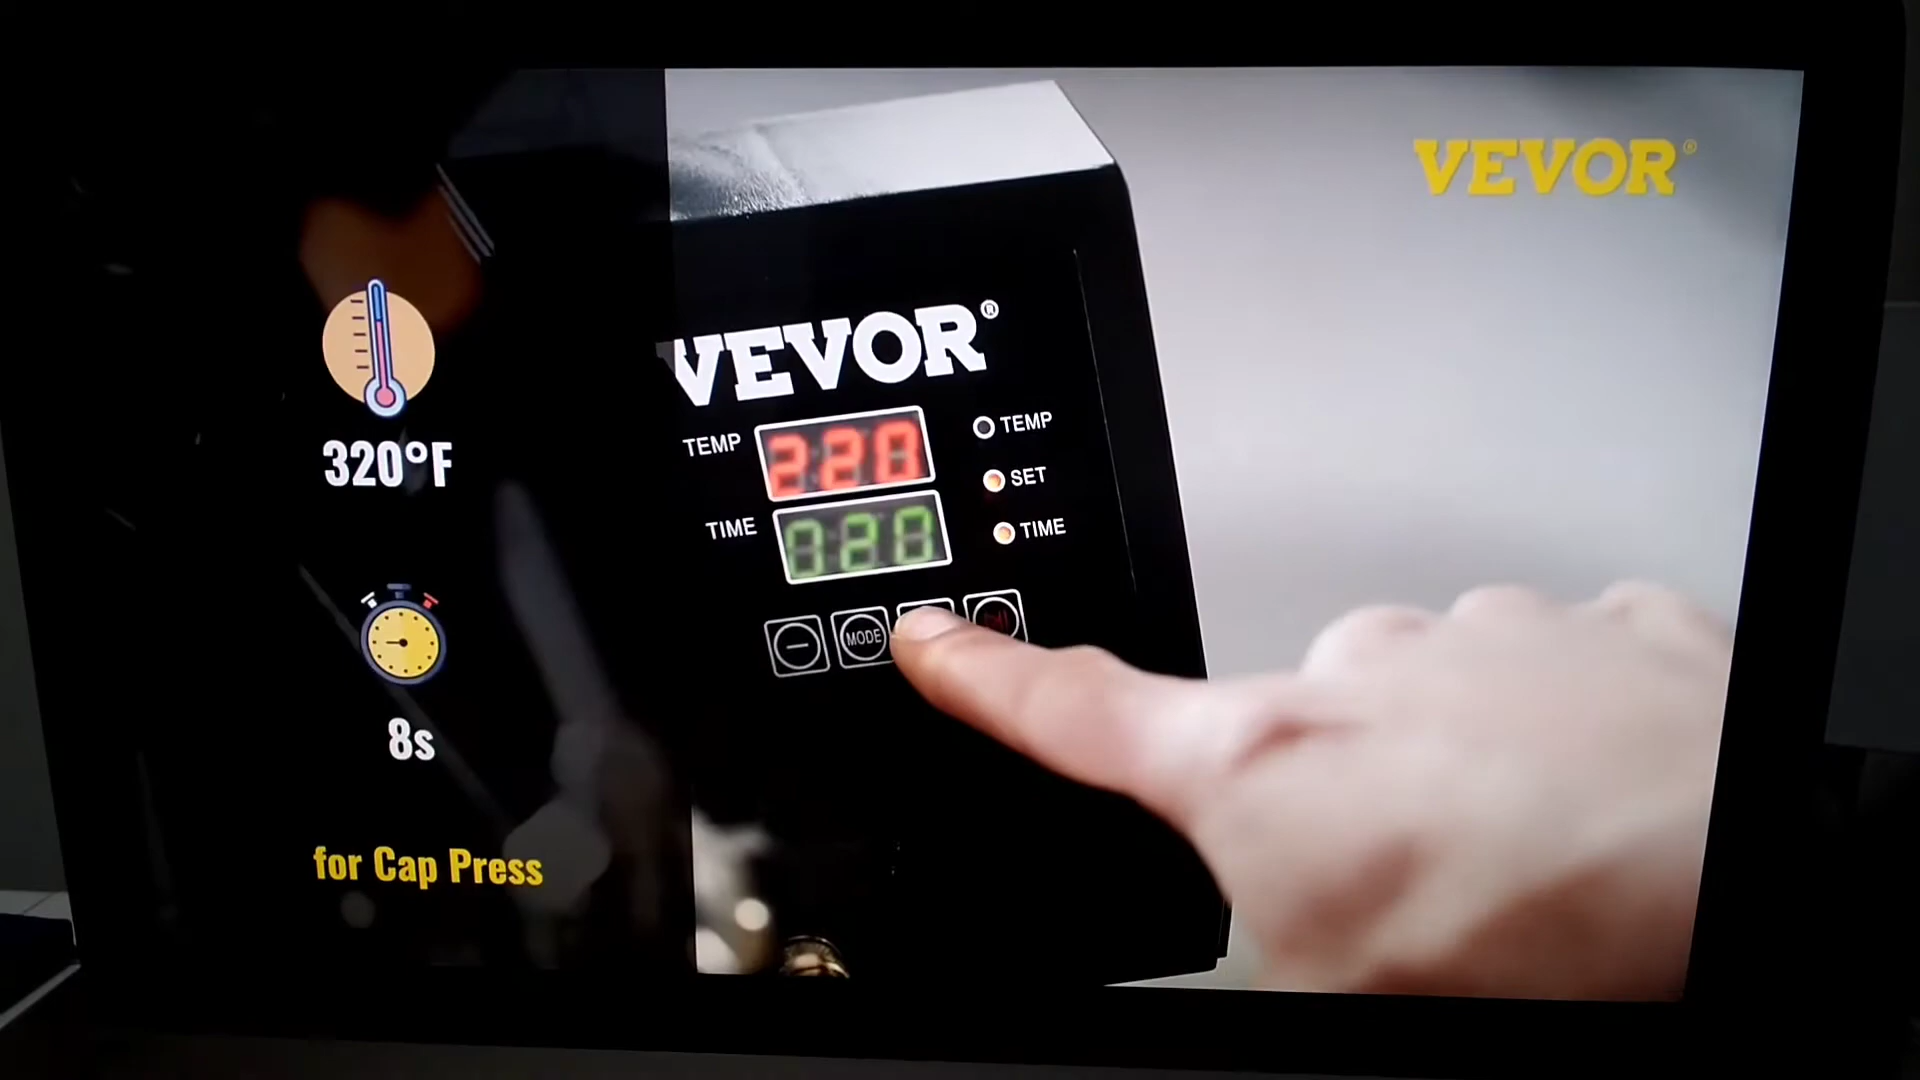 VEVOR®
320°F
8s
for Cap Press
VEVOR®
TEMP
220
TIME
020
TEMP
SET
TIME
MODE